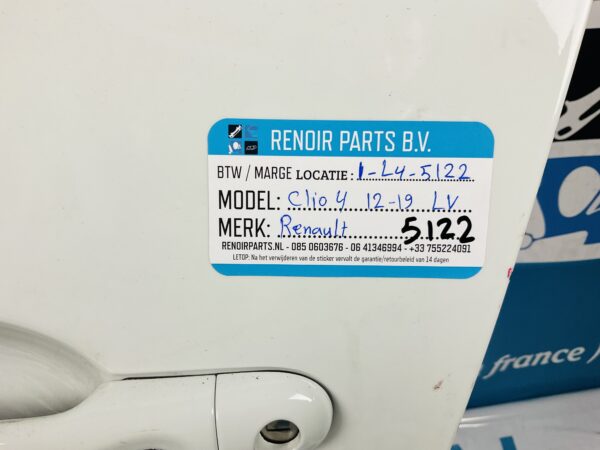 RENOIR PARTS B.V.
BTW / MARGE LOCATIE : 1-L4-5122
MODEL: Clio 4 12-19 LV
MERK: Renault 5122
RENOIRPARTS.NL - 085 0603676 - 06 41346994 - +33 755224091
LETOP: Na het verwijderen van de sticker vervalt de garantie/retourbeleid van 14 dagen
france